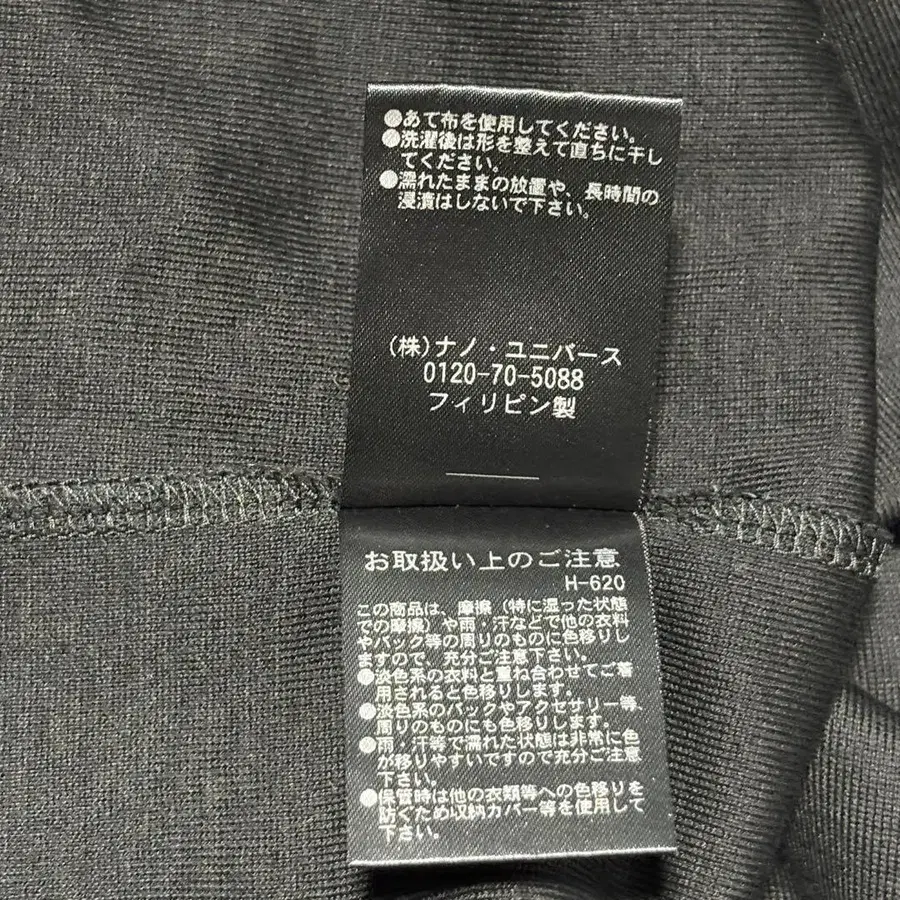 ●あて布を使用してください。
●洗濯後は形を整えて直ちに干し
てください。
●濡れたままの放置や、長時間の
浸漬はしないで下さい。
(株)ナノ・ユニバース
0120-70-5088
フィリピン製
お取扱い上のご注意
H-620
この商品は、摩擦(特に湿った状態
での摩擦)や雨・汗などで他の衣料
やバック等の周りのものに色移りし
ますので、充分ご注意下さい。
●淡色系の衣料と重ね合わせてご着
用されると色移りします。
●淡色系のバックやアクセサリー等、
周りのものにも色移りします。
●雨・汗等で濡れた状態は非常に色
が移りやすいですので充分ご注意
下さい。
●保管時は他の衣類等への色移りを
防ぐため収納カバー等を使用して
下さい。